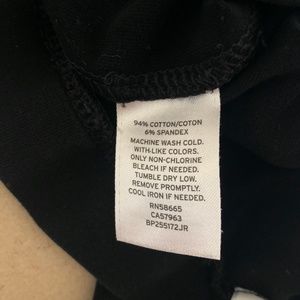 94% COTTON/COTON
6% SPANDEX
MACHINE WASH COLD.
WITH-LIKE COLORS.
ONLY NON-CHLORINE
BLEACH IF NEEDED.
TUMBLE DRY LOW.
REMOVE PROMPTLY.
COOL IRON IF NEEDED.
RN58665
CA57963
BP255172JR